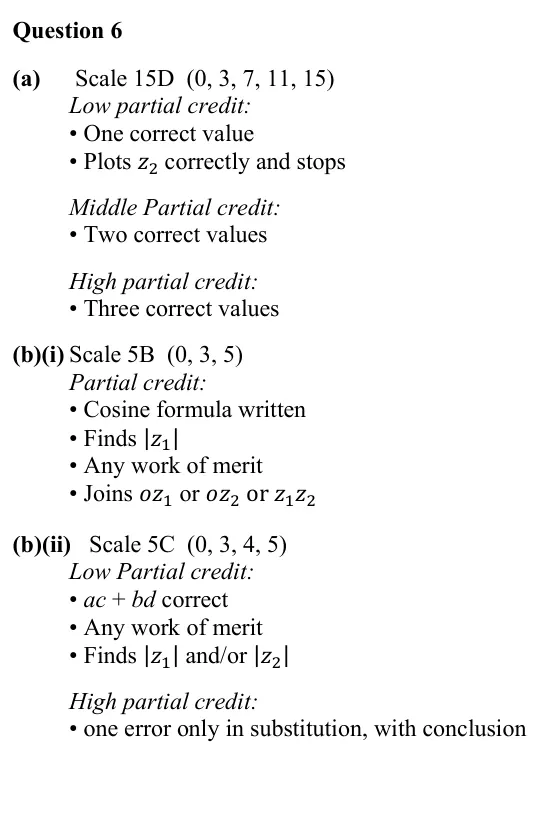 Question 6
(a) Scale 15D (0, 3, 7, 11, 15)
Low partial credit:
• One correct value
• Plots 𝑧₂ correctly and stops
Middle Partial credit:
• Two correct values
High partial credit:
• Three correct values
(b)(i) Scale 5B (0, 3, 5)
Partial credit:
• Cosine formula written
• Finds |𝑧₁|
• Any work of merit
• Joins 𝑜𝑧₁ or 𝑜𝑧₂ or 𝑧₁𝑧₂
(b)(ii) Scale 5C (0, 3, 4, 5)
Low Partial credit:
• ac + bd correct
• Any work of merit
• Finds |𝑧₁| and/or |𝑧₂|
High partial credit:
• one error only in substitution, with conclusion